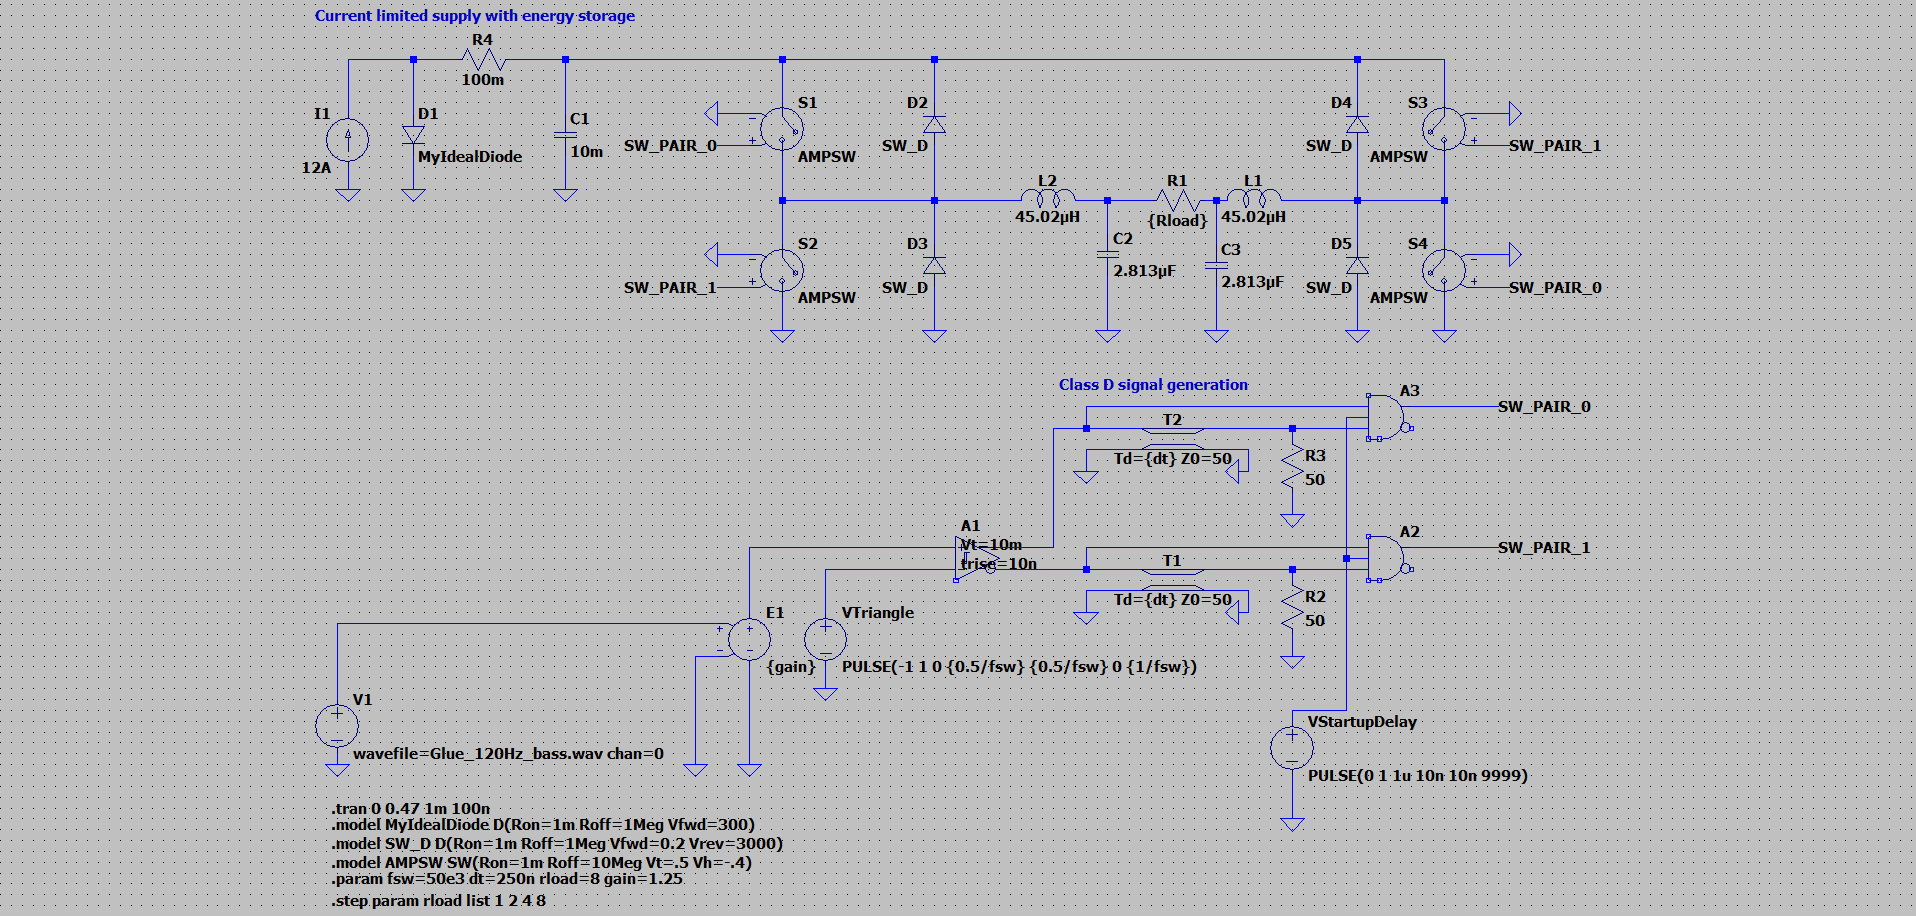 Current limited supply with energy storage
R4
100m
I1
12A
D1
MyIdealDiode
C1
10m
S1
SW_PAIR_0
AMPSW
D2
SW_D
D4
SW_D
S3
AMPSW
SW_PAIR_1
L2
45.02µH
R1
{Rload}
L1
45.02µH
S2
SW_PAIR_1
AMPSW
D3
SW_D
C2
2.813µF
C3
2.813µF
D5
SW_D
S4
AMPSW
SW_PAIR_0
Class D signal generation
A3
SW_PAIR_0
T2
Td={dt} Z0=50
R3
50
A1
Vt=10m
trise=10n
A2
SW_PAIR_1
T1
Td={dt} Z0=50
R2
50
E1
{gain}
VTriangle
PULSE(-1 1 0 {0.5/fsw} {0.5/fsw} 0 {1/fsw})
V1
wavefile=Glue_120Hz_bass.wav chan=0
VStartupDelay
PULSE(0 1 1u 10n 10n 9999)
.tran 0 0.47 1m 100n
.model MyIdealDiode D(Ron=1m Roff=1Meg Vfwd=300)
.model SW_D D(Ron=1m Roff=1Meg Vfwd=0.2 Vrev=3000)
.model AMPSW SW(Ron=1m Roff=10Meg Vt=.5 Vh=-.4)
.param fsw=50e3 dt=250n rload=8 gain=1.25
.step param rload list 1 2 4 8